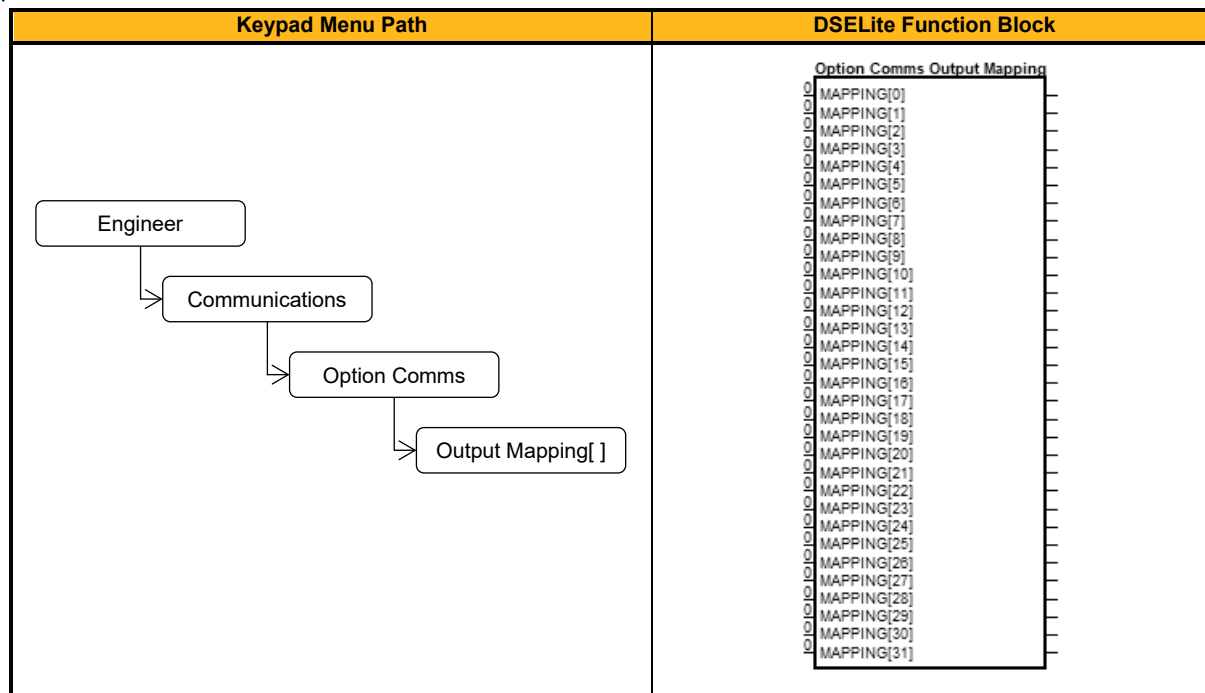 Keypad Menu Path
DSELite Function Block
Engineer
Communications
Option Comms
Output Mapping[ ]
Option Comms Output Mapping
0 MAPPING[0]
0 MAPPING[1]
0 MAPPING[2]
0 MAPPING[3]
0 MAPPING[4]
0 MAPPING[5]
0 MAPPING[6]
0 MAPPING[7]
0 MAPPING[8]
0 MAPPING[9]
0 MAPPING[10]
0 MAPPING[11]
0 MAPPING[12]
0 MAPPING[13]
0 MAPPING[14]
0 MAPPING[15]
0 MAPPING[16]
0 MAPPING[17]
0 MAPPING[18]
0 MAPPING[19]
0 MAPPING[20]
0 MAPPING[21]
0 MAPPING[22]
0 MAPPING[23]
0 MAPPING[24]
0 MAPPING[25]
0 MAPPING[26]
0 MAPPING[27]
0 MAPPING[28]
0 MAPPING[29]
0 MAPPING[30]
0 MAPPING[31]